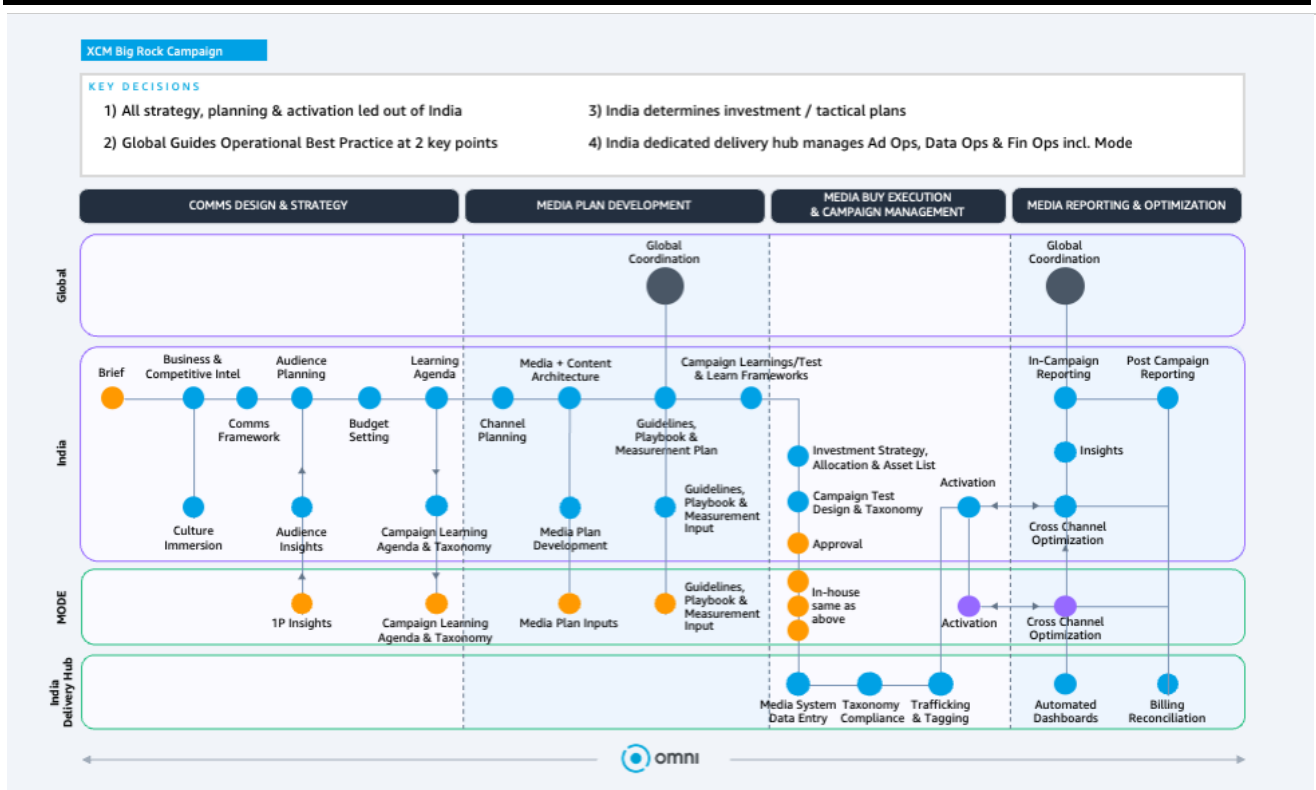 XCM Big Rock Campaign
KEY DECISIONS
1) All strategy, planning & activation led out of India
2) Global Guides Operational Best Practice at 2 key points
3) India determines investment / tactical plans
4) India dedicated delivery hub manages Ad Ops, Data Ops & Fin Ops incl. Mode
COMMS DESIGN & STRATEGY
MEDIA PLAN DEVELOPMENT
MEDIA BUY EXECUTION
& CAMPAIGN MANAGEMENT
MEDIA REPORTING & OPTIMIZATION
Global
Global
Coordination
Global
Coordination
India
Brief
Business &
Competitive Intel
Audience
Planning
Learning
Agenda
Media + Content
Architecture
Campaign Learnings/Test
& Learn Frameworks
In-Campaign
Reporting
Post Campaign
Reporting
Comms
Framework
Budget
Setting
Channel
Planning
Guidelines,
Playbook &
Measurement Plan
Investment Strategy,
Allocation & Asset List
Insights
Culture
Immersion
Audience
Insights
Campaign Learning
Agenda & Taxonomy
Media Plan
Development
Guidelines,
Playbook &
Measurement
Input
Campaign Test
Design & Taxonomy
Activation
Cross Channel
Optimization
Approval
MODE
1P Insights
Campaign Learning
Agenda & Taxonomy
Media Plan Inputs
Guidelines,
Playbook &
Measurement
Input
In-house
same as
above
Activation
Cross Channel
Optimization
India
Delivery Hub
Media System
Data Entry
Taxonomy
Compliance
Trafficking
& Tagging
Automated
Dashboards
Billing
Reconciliation
omni